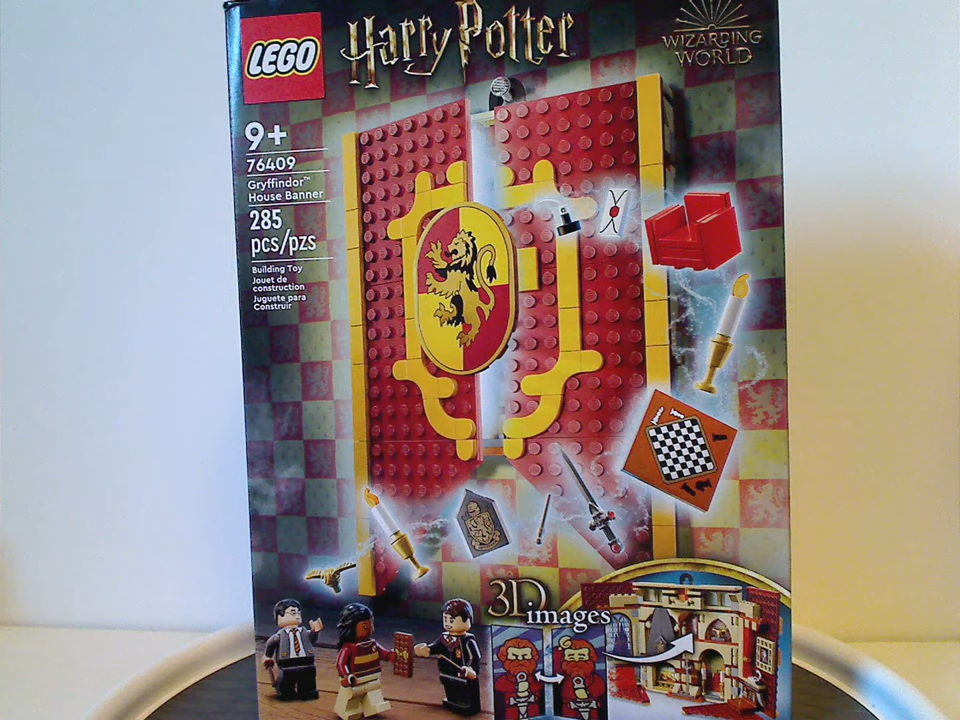 LEGO
Harry Potter
WIZARDING
WORLD
9+
76409
Gryffindor™
House Banner
285
pcs/pzs
Building Toy
Jouet de
construction
Juguete para
Construir
3D
images